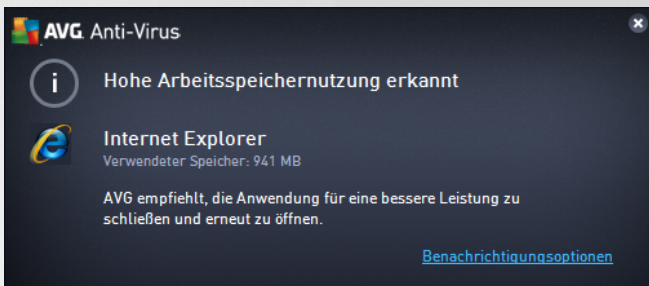 AVG. Anti-Virus
Hohe Arbeitsspeichernutzung erkannt
Internet Explorer
Verwendeter Speicher: 941 MB
AVG empfiehlt, die Anwendung für eine bessere Leistung zu
schließen und erneut zu öffnen.
Benachrichtigungsoptionen